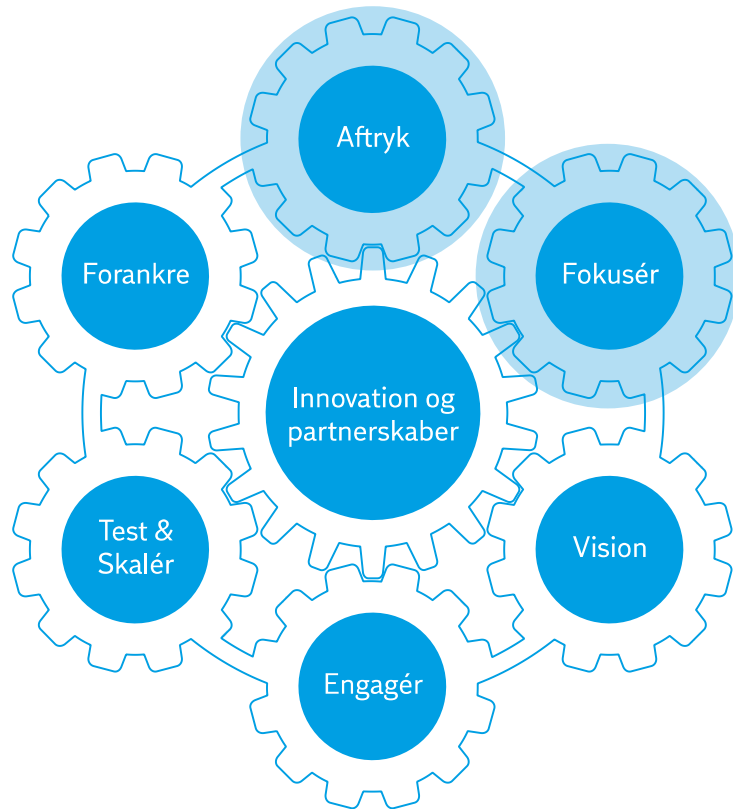 Aftryk
Forankre
Fokusér
Innovation og
partnerskaber
Test &
Skalér
Vision
Engagér